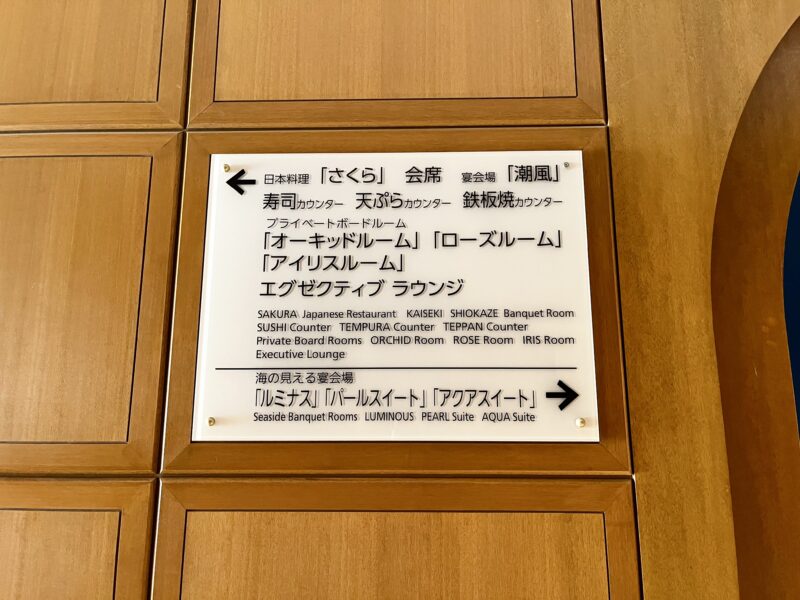 ← 日本料理 「さくら」 会席 宴会場 「潮風」
寿司カウンター 天ぷらカウンター 鉄板焼カウンター
プライベートボードルーム
「オーキッドルーム」「ローズルーム」
「アイリスルーム」
エグゼクティブ ラウンジ
SAKURA Japanese Restaurant KAISEKI SHIOKAZE Banquet Room
SUSHI Counter TEMPURA Counter TEPPAN Counter
Private Board Rooms ORCHID Room ROSE Room IRIS Room
Executive Lounge
海の見える宴会場
「ルミナス」「パールスイート」「アクアスイート」 →
Seaside Banquet Rooms LUMINOUS PEARL Suite AQUA Suite